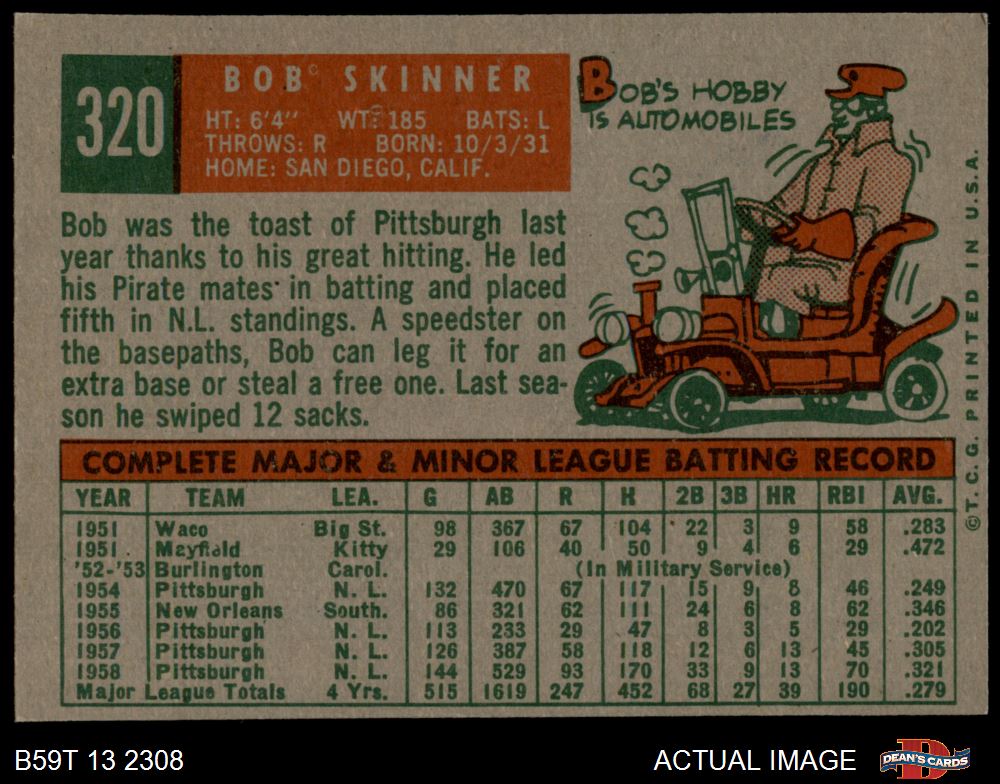 320
BOB SKINNER
HT: 6'4" WT: 185 BATS: L
THROWS: R BORN: 10/3/31
HOME: SAN DIEGO, CALIF.
BOB'S HOBBY
IS AUTOMOBILES
Bob was the toast of Pittsburgh last
year thanks to his great hitting. He led
his Pirate mates in batting and placed
fifth in N.L. standings. A speedster on
the basepaths, Bob can leg it for an
extra base or steal a free one. Last sea-
son he swiped 12 sacks.
COMPLETE MAJOR & MINOR LEAGUE BATTING RECORD
YEAR TEAM LEA. G AB R H 2B 3B HR RBI AVG.
1951 Waco Big St. 98 367 67 104 22 3 9 58 .283
1951 Mayfield Kitty 29 106 40 50 9 4 6 29 .472
'52-'53 Burlington Carol. (In Military Service)
1954 Pittsburgh N. L. 132 470 67 117 15 9 8 46 .249
1955 New Orleans South. 86 321 62 111 24 6 8 62 .346
1956 Pittsburgh N. L. 113 233 29 47 8 3 5 29 .202
1957 Pittsburgh N. L. 126 387 58 118 12 6 13 45 .305
1958 Pittsburgh N. L. 144 529 93 170 33 9 13 70 .321
Major League Totals 4 Yrs. 515 1619 247 452 68 27 39 190 .279
© T. C. G. PRINTED IN U.S.A.
B59T 13 2308
ACTUAL IMAGE
D
DEAN'S CARDS